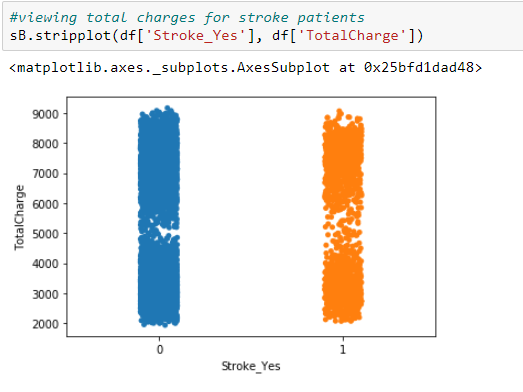 #viewing total charges for stroke patients
sB.stripplot(df['Stroke_Yes'], df['TotalCharge'])
<matplotlib.axes._subplots.AxesSubplot at 0x25bfd1dad48>
9000
8000
7000
6000
5000
4000
3000
2000
TotalCharge
0 1
Stroke_Yes